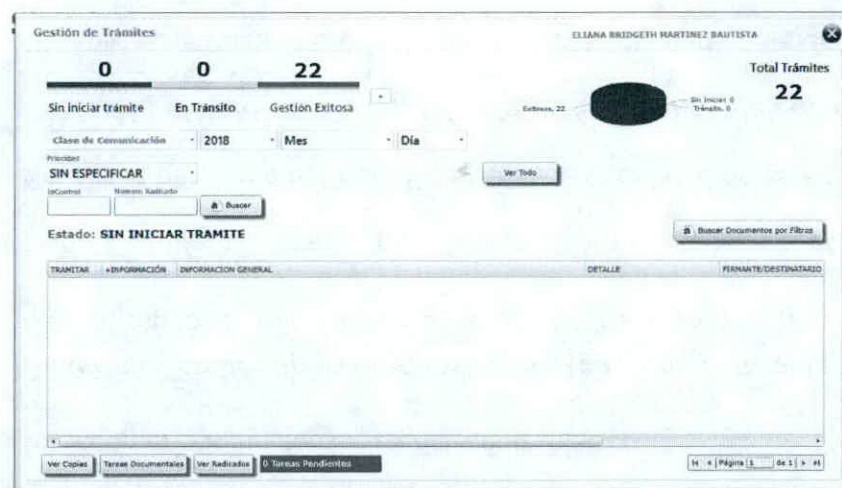 Gestión de Trámites
ELIANA BRIDGETH MARTINEZ BAUTISTA
0 0 22
Total Trámites
22
Sin iniciar trámite En Tránsito Gestión Exitosa
Exitosos, 22
Sin Iniciar, 0
Tránsito, 0
Clase de Comunicación 2018 Mes Día
Prioridad
SIN ESPECIFICAR
Ver Todo
IdControl Número Radicado
Buscar
Estado: SIN INICIAR TRAMITE
Buscar Documentos por Filtros
TRAMITAR +INFORMACIÓN INFORMACION GENERAL DETALLE FIRMANTE/DESTINATARIO
Ver Copias Tareas Documentales Ver Radicados 0 Tareas Pendientes
Página 1 de 1